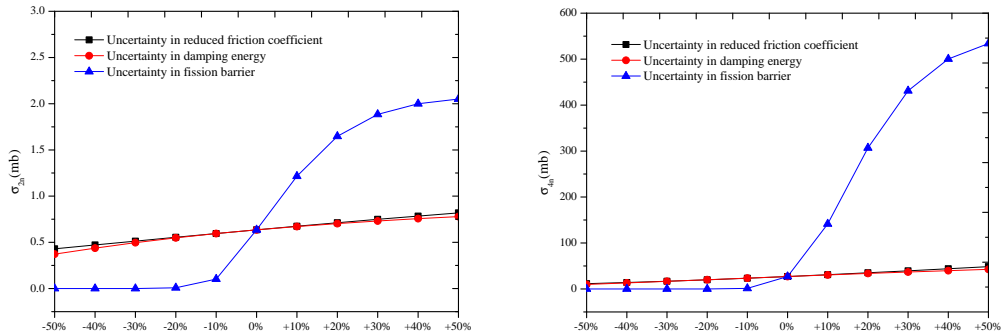 3.0
2.5
2.0
1.5
1.0
0.5
0.0
σ2n(mb)
Uncertainty in reduced friction coefficient
Uncertainty in damping energy
Uncertainty in fission barrier
-50% -40% -30% -20% -10% 0% +10% +20% +30% +40% +50%
600
500
400
300
200
100
0
σ4n(mb)
Uncertainty in reduced friction coefficient
Uncertainty in damping energy
Uncertainty in fission barrier
-50% -40% -30% -20% -10% 0% +10% +20% +30% +40% +50%